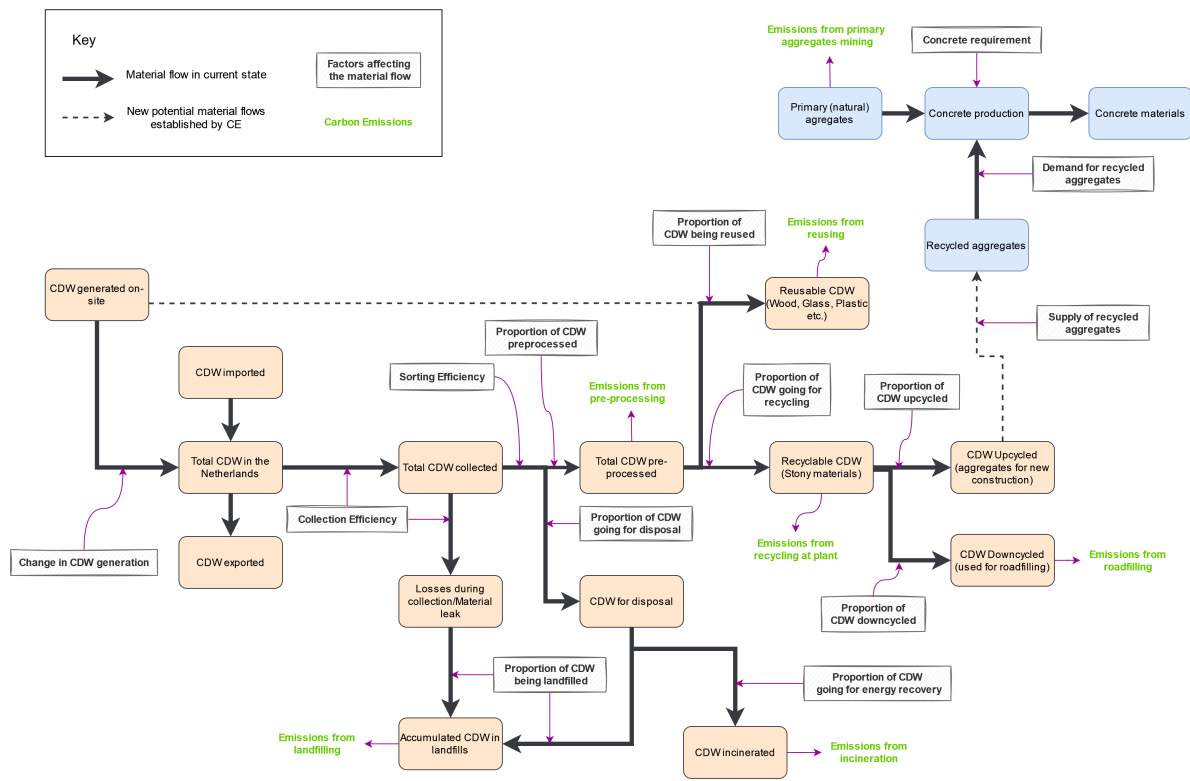 Key
Material flow in current state
New potential material flows
established by CE
Factors affecting
the material flow
Carbon Emissions
Emissions from primary
aggregates mining
Concrete requirement
Primary (natural)
agregates
Concrete production
Concrete materials
Demand for recycled
aggregates
Recycled aggregates
Supply of recycled
aggregates
Proportion of
CDW being reused
Emissions from
reusing
CDW generated on-
site
Reusable CDW
(Wood, Glass, Plastic
etc.)
CDW imported
Sorting Efficiency
Proportion of CDW
preprocessed
Emissions from
pre-processing
Proportion of
CDW going for
recycling
Proportion of
CDW upcycled
Total CDW in the
Netherlands
Total CDW collected
Total CDW pre-
processed
Recyclable CDW
(Stony materials)
CDW Upcycled
(aggregates for new
construction)
Collection Efficiency
Proportion of CDW
going for disposal
Change in CDW generation
CDW exported
Emissions from
recycling at plant
CDW Downcycled
(used for roadfilling)
Emissions from
roadfilling
Losses during
collection/Material
leak
CDW for disposal
Proportion of
CDW downcycled
Proportion of CDW
being landfilled
Proportion of CDW
going for energy recovery
Emissions from
landfilling
Accumulated CDW in
landfills
CDW incinerated
Emissions from
incineration